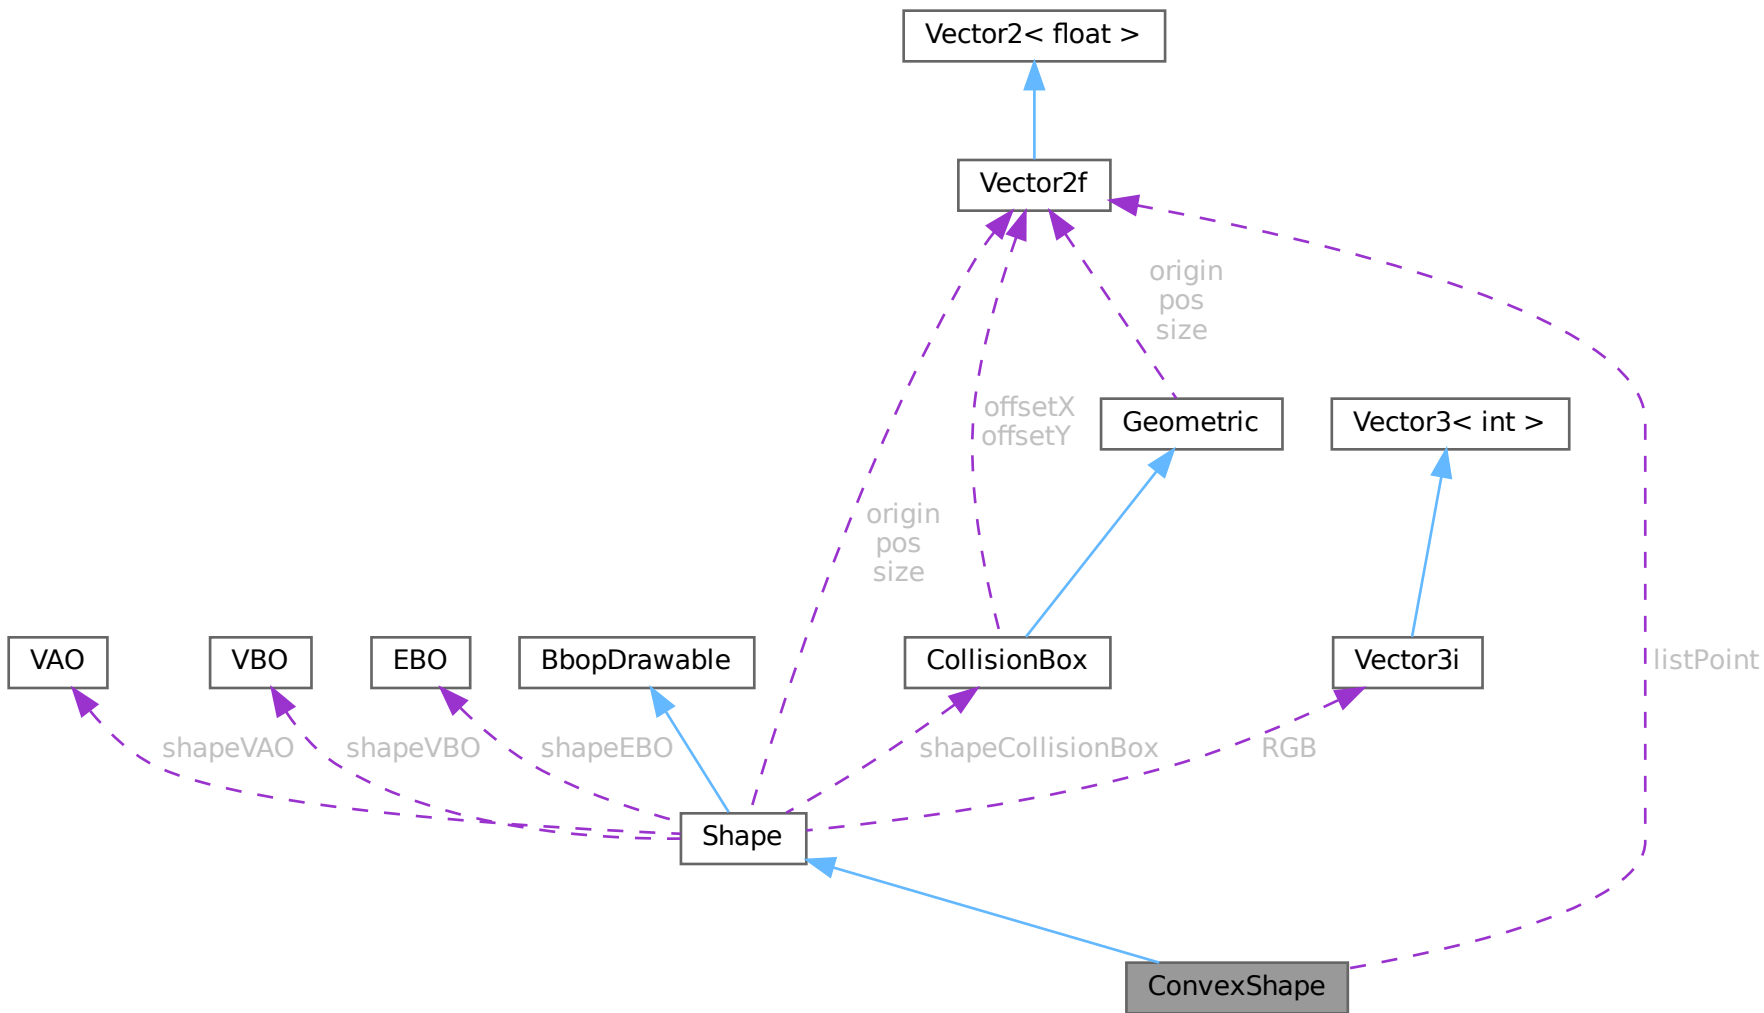 Vector2< float >
Vector2f
origin
pos
size
offsetX
offsetY
Geometric
Vector3< int >
origin
pos
size
VAO
VBO
EBO
BbopDrawable
CollisionBox
Vector3i
listPoint
shapeVAO
shapeVBO
shapeEBO
shapeCollisionBox
RGB
Shape
ConvexShape